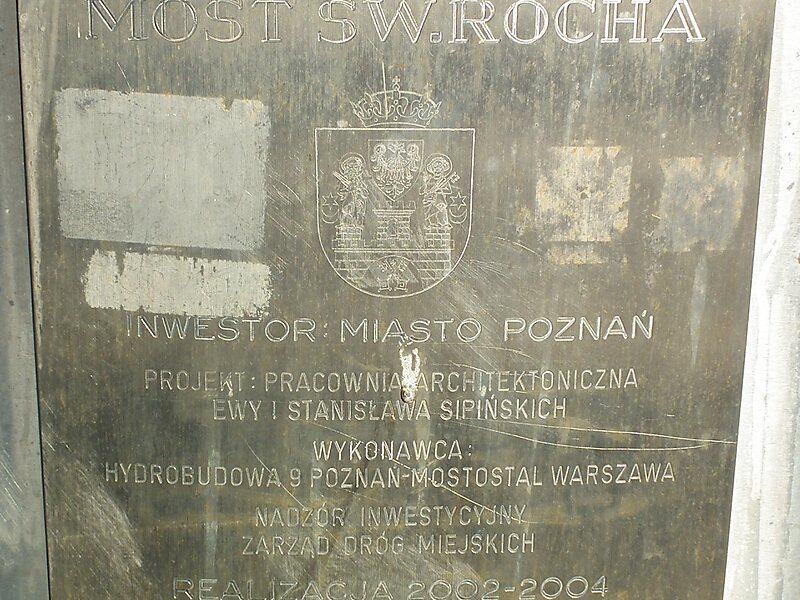 MOST ŚW. ROCHA
INWESTOR: MIASTO POZNAŃ
PROJEKT: PRACOWNIA ARCHITEKTONICZNA
EWY I STANISŁAWA SIPIŃSKICH
WYKONAWCA:
HYDROBUDOWA 9 POZNAŃ-MOSTOSTAL WARSZAWA
NADZÓR INWESTYCYJNY
ZARZĄD DRÓG MIEJSKICH
REALIZACJA 2002-2004